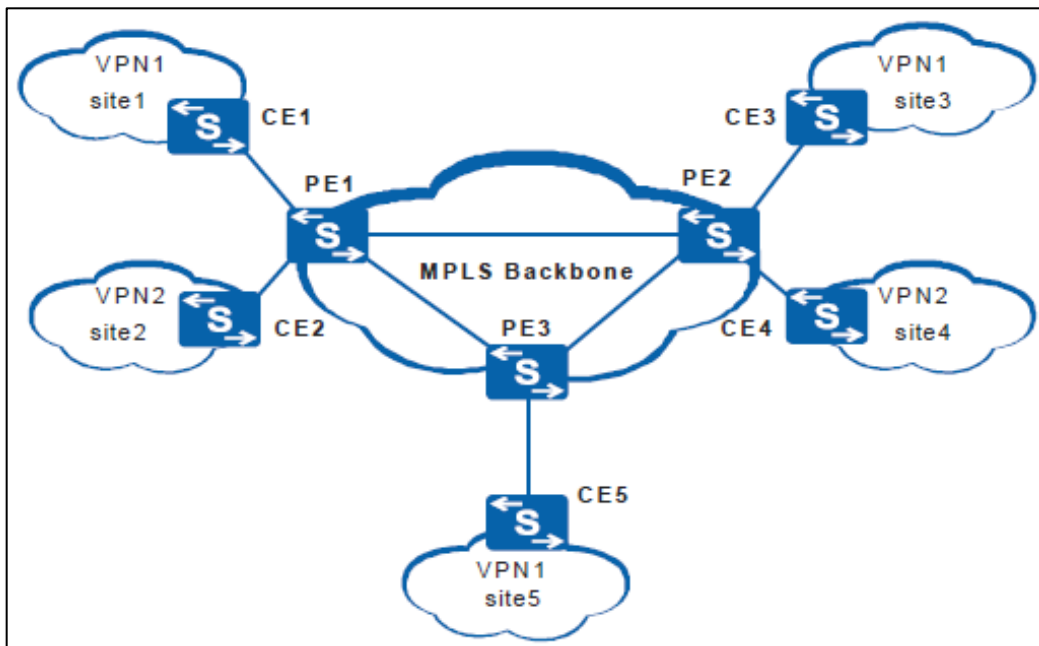 VPN1
site1
CE1
VPN1
site3
CE3
PE1
PE2
S
S
S
S
MPLS Backbone
VPN2
site2
CE2
S
PE3
CE4
S
VPN2
site4
S
CE5
S
VPN1
site5